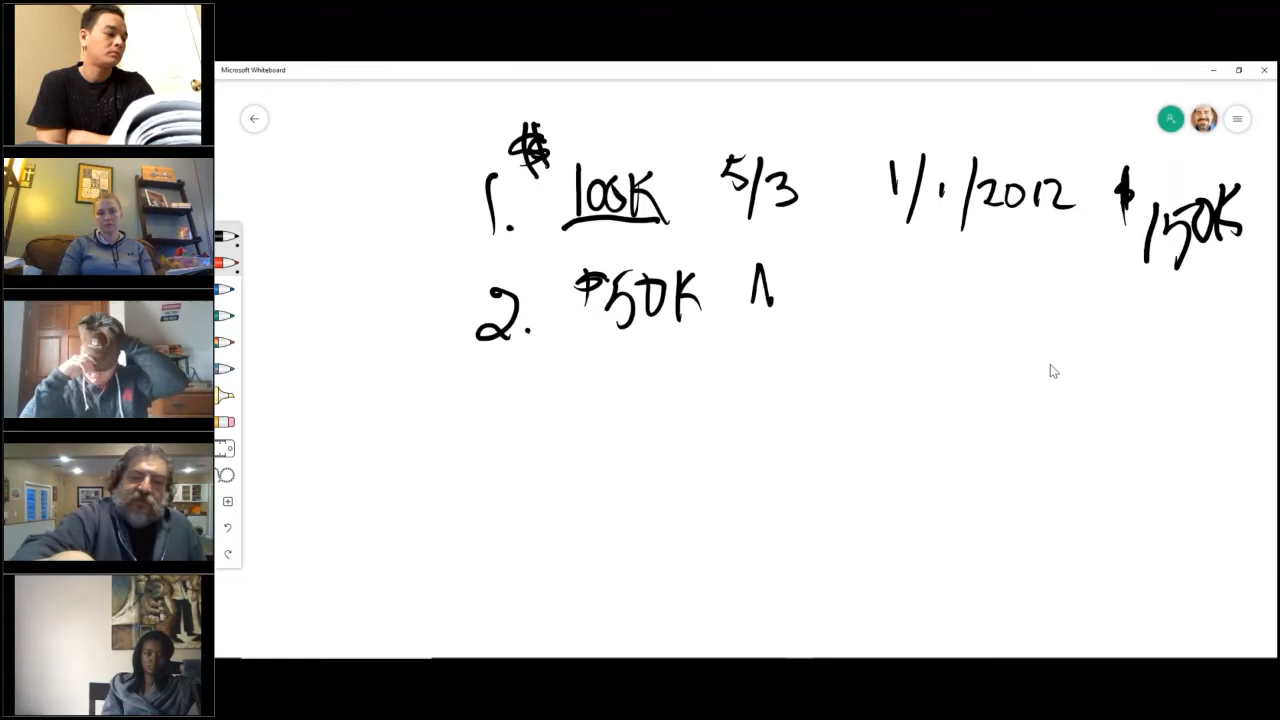 Microsoft Whiteboard
1. $ 100K 5/3 1/1/2012 $ 150K
2. $50K